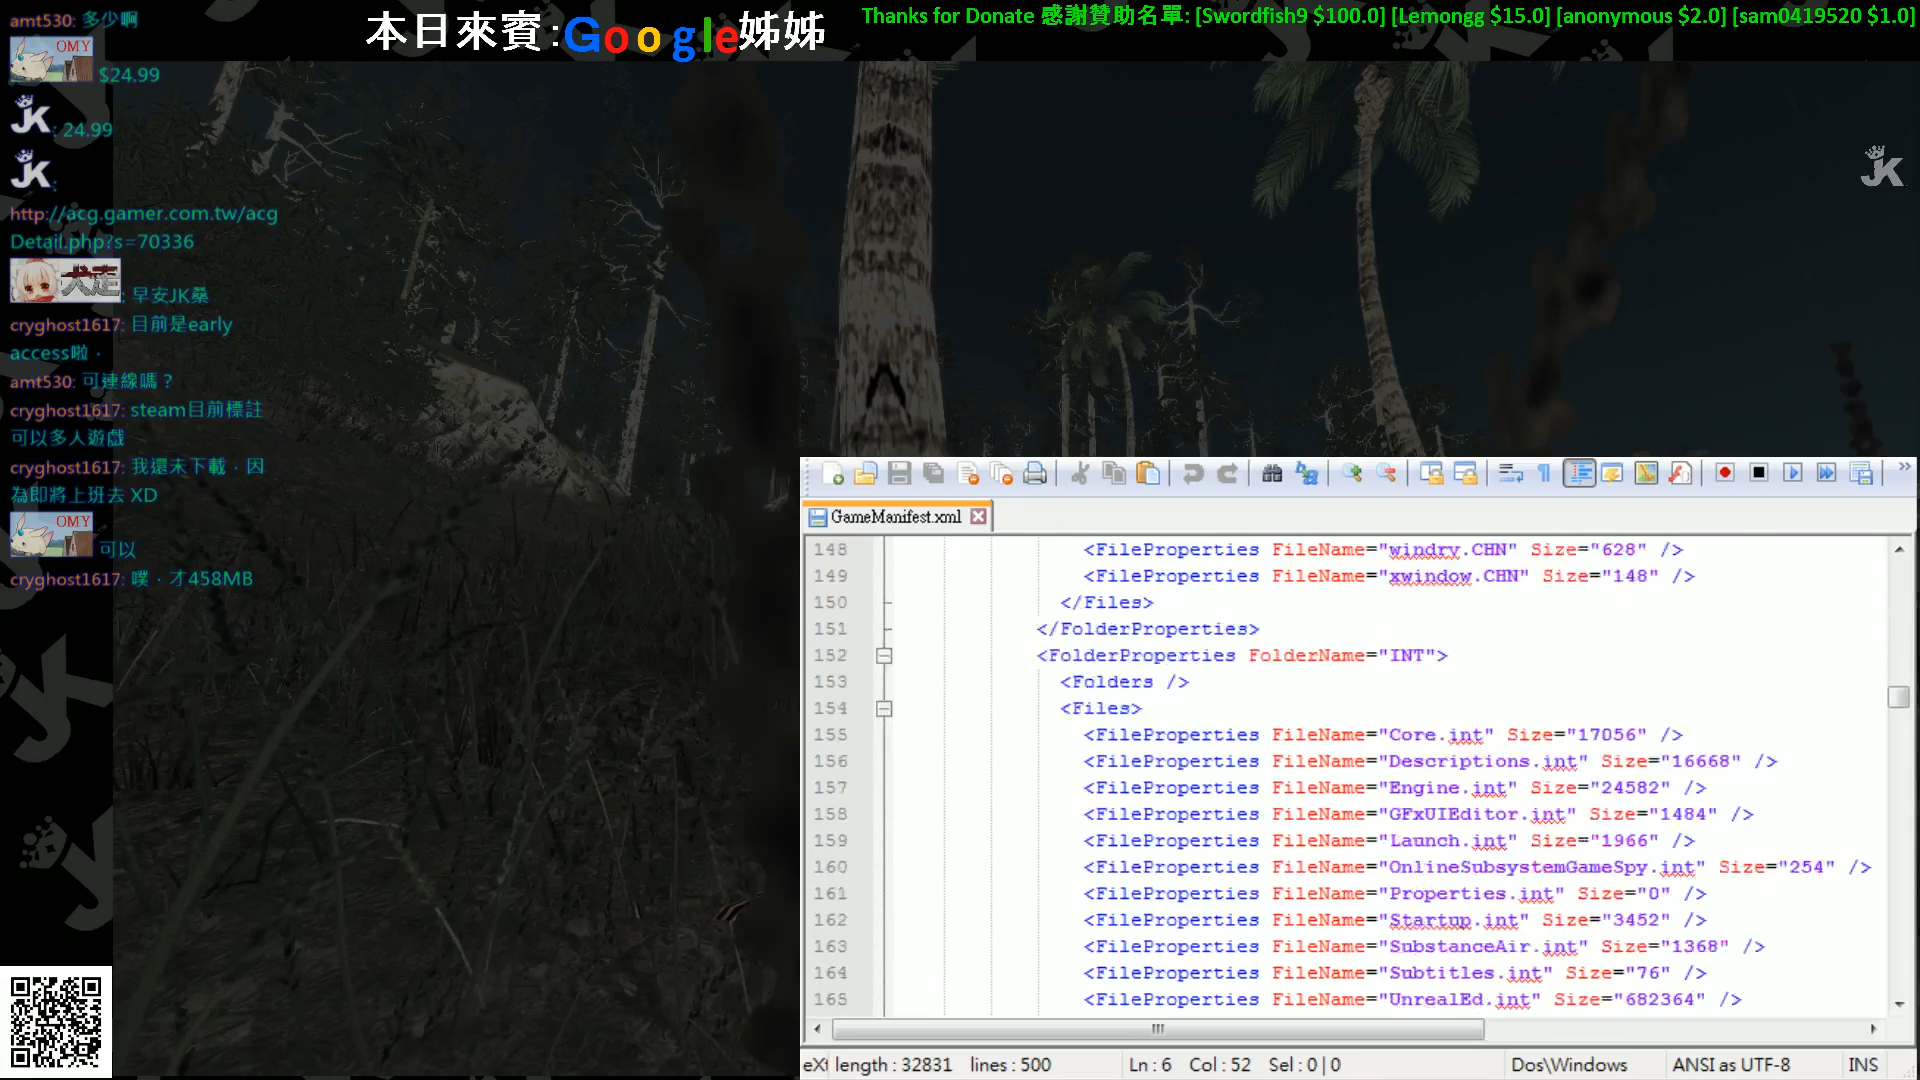 amt530: 多少啊
OMY $24.99
JK : 24.99
JK :
http://acg.gamer.com.tw/acg
Detail.php?s=70336
犬走 : 早安JK桑
cryghost1617: 目前是early
access啦．
amt530: 可連線嗎？
cryghost1617: steam目前標註
可以多人遊戲
cryghost1617: 我還未下載．因
為即將上班去 XD
OMY 可以
cryghost1617: 噗．才458MB
本日來賓:Google姊姊
Thanks for Donate 感謝贊助名單: [Swordfish9 $100.0] [Lemongg $15.0] [anonymous $2.0] [sam0419520 $1.0]
JK
GameManifest.xml
148 <FileProperties FileName="windrv.CHN" Size="628" />
149 <FileProperties FileName="xwindow.CHN" Size="148" />
150 </Files>
151 </FolderProperties>
152 <FolderProperties FolderName="INT">
153 <Folders />
154 <Files>
155 <FileProperties FileName="Core.int" Size="17056" />
156 <FileProperties FileName="Descriptions.int" Size="16668" />
157 <FileProperties FileName="Engine.int" Size="24582" />
158 <FileProperties FileName="GFxUIEditor.int" Size="1484" />
159 <FileProperties FileName="Launch.int" Size="1966" />
160 <FileProperties FileName="OnlineSubsystemGameSpy.int" Size="254" />
161 <FileProperties FileName="Properties.int" Size="0" />
162 <FileProperties FileName="Startup.int" Size="3452" />
163 <FileProperties FileName="SubstanceAir.int" Size="1368" />
164 <FileProperties FileName="Subtitles.int" Size="76" />
165 <FileProperties FileName="UnrealEd.int" Size="682364" />
eXt length : 32831 lines : 500 Ln : 6 Col : 52 Sel : 0 | 0 Dos\Windows ANSI as UTF-8 INS